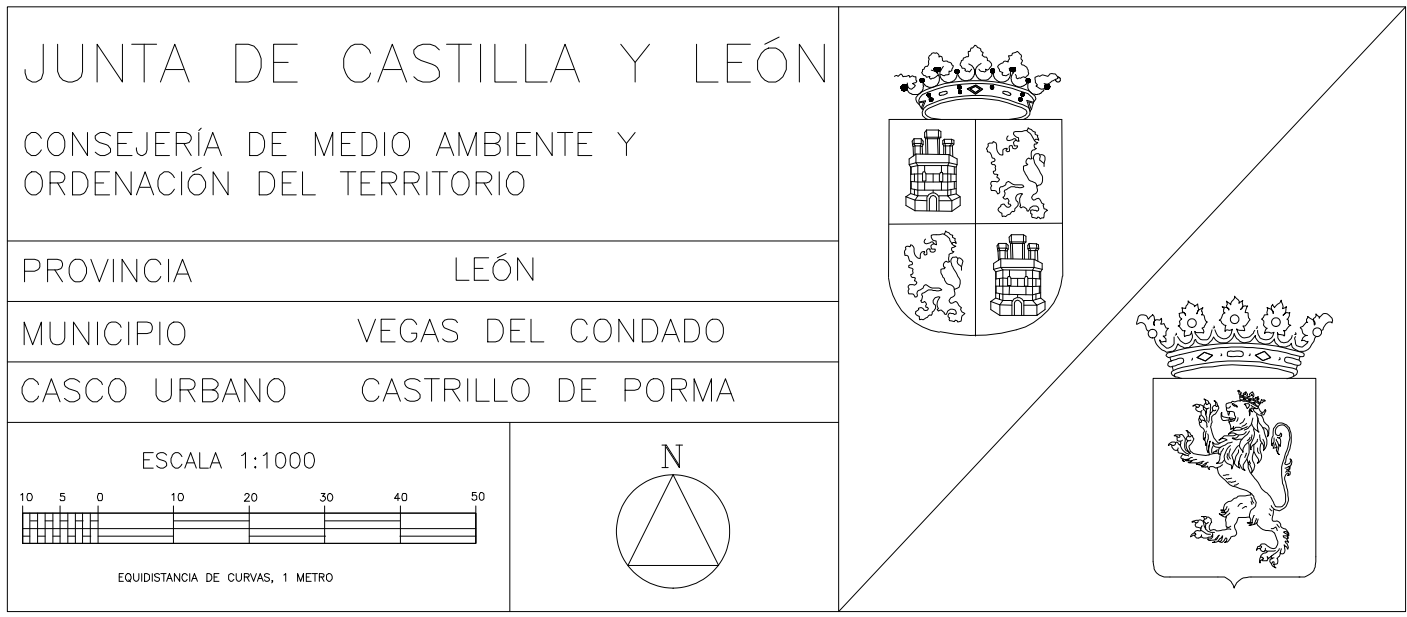 JUNTA DE CASTILLA Y LEÓN
CONSEJERÍA DE MEDIO AMBIENTE Y
ORDENACIÓN DEL TERRITORIO
PROVINCIA LEÓN
MUNICIPIO VEGAS DEL CONDADO
CASCO URBANO CASTRILLO DE PORMA
ESCALA 1:1000
10 5 0 10 20 30 40 50
EQUIDISTANCIA DE CURVAS, 1 METRO
N